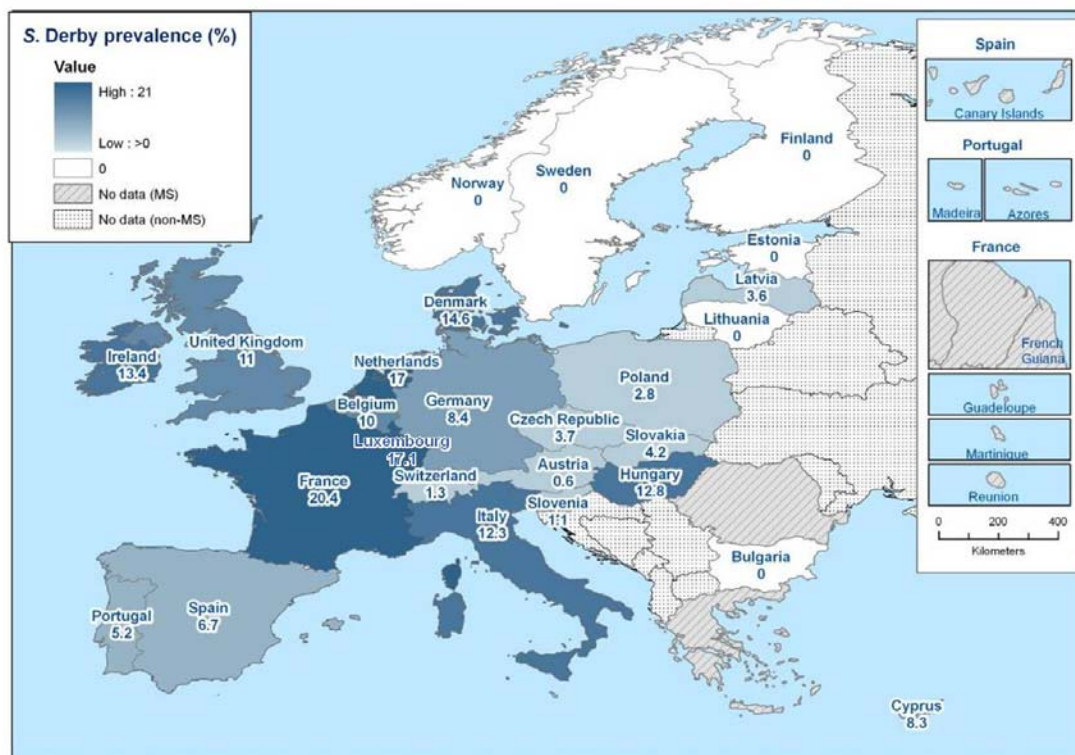 S. Derby prevalence (%)
Value
High : 21
Low : >0
0
No data (MS)
No data (non-MS)
Norway
0
Sweden
0
Finland
0
Estonia
0
Latvia
3.6
Lithuania
0
Denmark
14.6
Ireland
13.4
United Kingdom
11
Netherlands
17
Belgium
10
Germany
8.4
Poland
2.8
Czech Republic
3.7
Slovakia
4.2
Luxembourg
17.1
Austria
0.6
Hungary
12.8
Switzerland
1.3
Slovenia
1.1
France
20.4
Italy
12.3
Bulgaria
0
Portugal
5.2
Spain
6.7
Cyprus
8.3
Spain
Canary Islands
Portugal
Madeira
Azores
France
French
Guiana
Guadeloupe
Martinique
Reunion
0 200 400
Kilometers